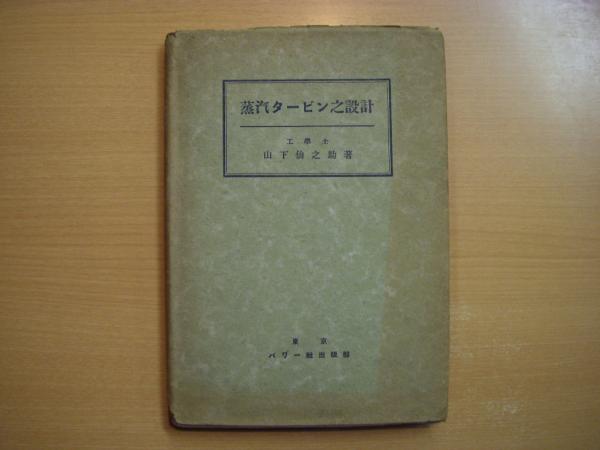 蒸汽タービン之設計
工學士
山下仙之助著
東京
パワー社出版部